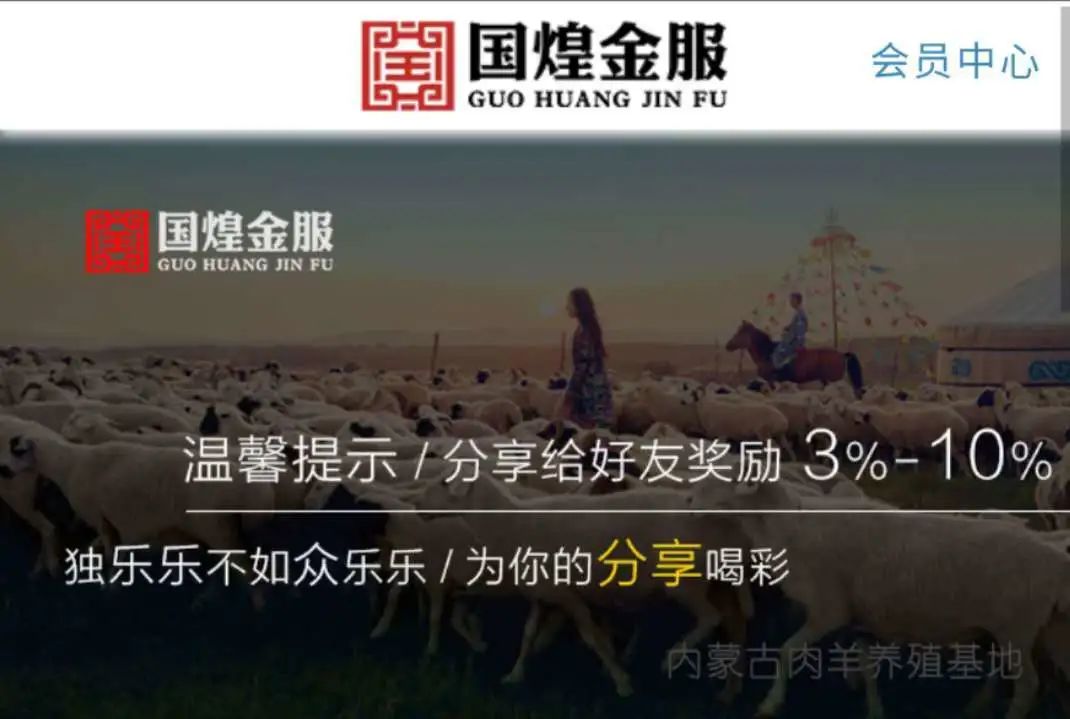 国煌金服
GUO HUANG JIN FU
会员中心
国煌金服
GUO HUANG JIN FU
温馨提示 / 分享给好友奖励 3%-10%
独乐乐不如众乐乐 / 为你的分享喝彩
内蒙古肉羊养殖基地